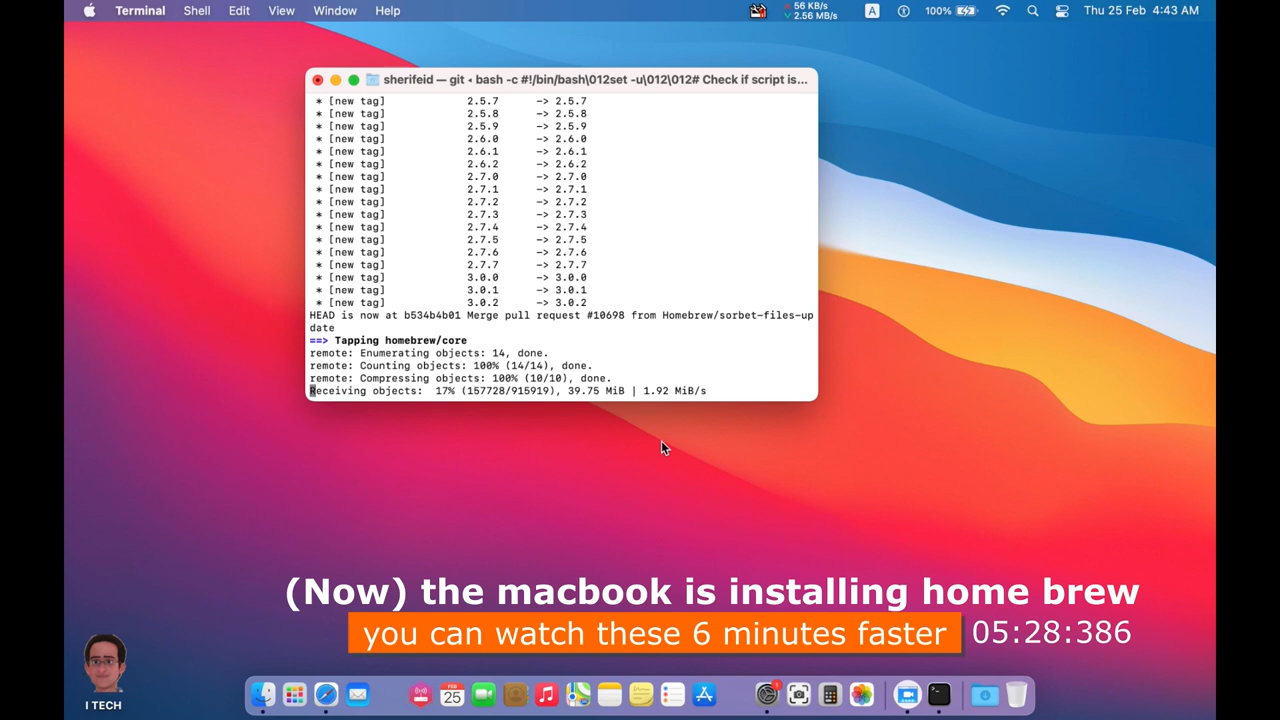 Terminal Shell Edit View Window Help 56 KB/s 2.56 MB/s A 100% Thu 25 Feb 4:43 AM
sherifeid — git ◂ bash -c #!/bin/bash\012set -u\012\012# Check if script is...
* [new tag] 2.5.7 -> 2.5.7
* [new tag] 2.5.8 -> 2.5.8
* [new tag] 2.5.9 -> 2.5.9
* [new tag] 2.6.0 -> 2.6.0
* [new tag] 2.6.1 -> 2.6.1
* [new tag] 2.6.2 -> 2.6.2
* [new tag] 2.7.0 -> 2.7.0
* [new tag] 2.7.1 -> 2.7.1
* [new tag] 2.7.2 -> 2.7.2
* [new tag] 2.7.3 -> 2.7.3
* [new tag] 2.7.4 -> 2.7.4
* [new tag] 2.7.5 -> 2.7.5
* [new tag] 2.7.6 -> 2.7.6
* [new tag] 2.7.7 -> 2.7.7
* [new tag] 3.0.0 -> 3.0.0
* [new tag] 3.0.1 -> 3.0.1
* [new tag] 3.0.2 -> 3.0.2
HEAD is now at b534b4b01 Merge pull request #10698 from Homebrew/sorbet-files-up
date
==> Tapping homebrew/core
remote: Enumerating objects: 14, done.
remote: Counting objects: 100% (14/14), done.
remote: Compressing objects: 100% (10/10), done.
Receiving objects: 17% (157728/915919), 39.75 MiB | 1.92 MiB/s
(Now) the macbook is installing home brew
you can watch these 6 minutes faster 05:28:386
I TECH
FEB
25
1